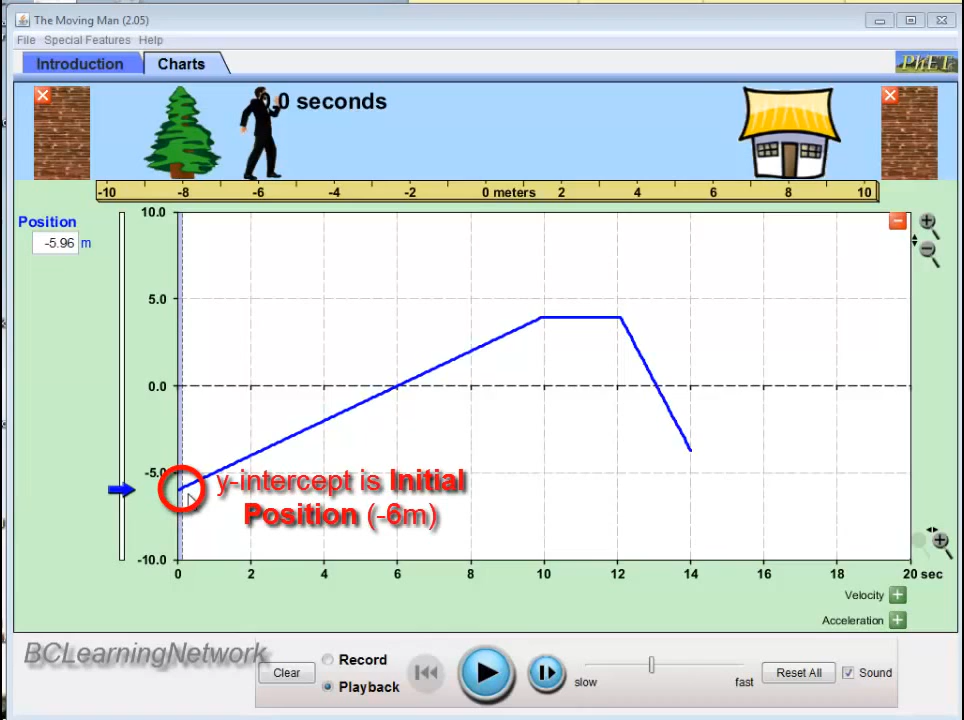 The Moving Man (2.05)
File Special Features Help
Introduction Charts
PhET
0.0 seconds
-10 -8 -6 -4 -2 0 meters 2 4 6 8 10
Position
-5.96 m
10.0
5.0
0.0
-5.0
-10.0
y-intercept is Initial
Position (-6m)
0 2 4 6 8 10 12 14 16 18 20 sec
Velocity
Acceleration
BCLearningNetwork
Clear
Record
Playback
slow
fast
Reset All
Sound